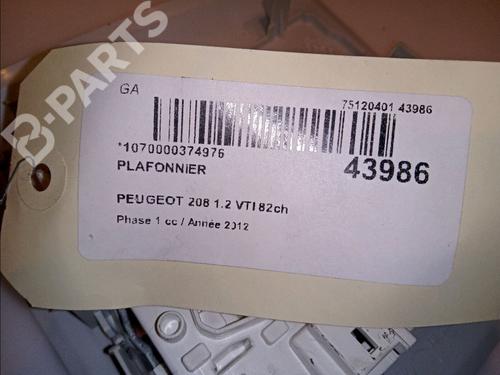 B-PARTS
GA
75120401 43986
*1070000374976
PLAFONNIER
43986
PEUGEOT 208 1.2 VTI 82ch
Phase 1 cc / Année 2012